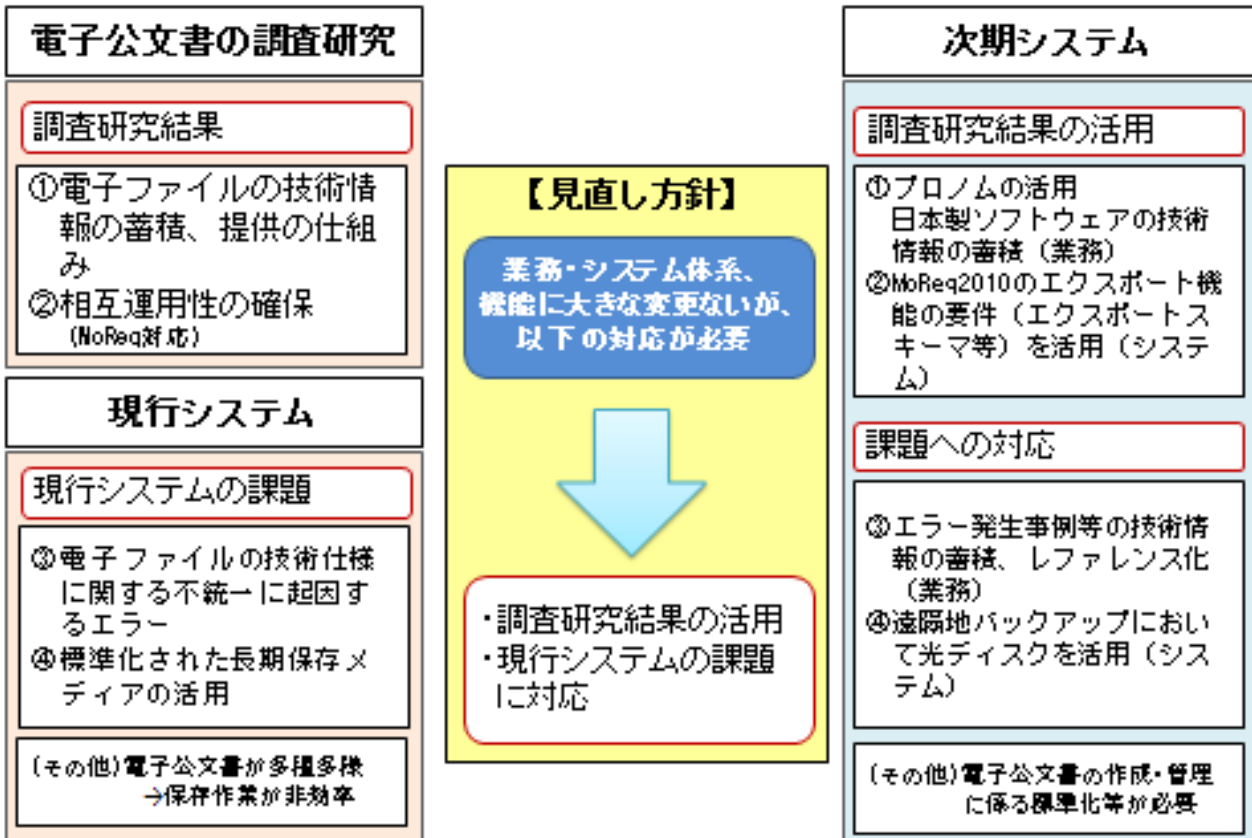 電子公文書の調査研究
調査研究結果
①電子ファイルの技術情
報の蓄積、提供の仕組
み
②相互運用性の確保
(MoReq対応)
現行システム
現行システムの課題
③電子ファイルの技術仕様
に関する不統一に起因す
るエラー
④標準化された長期保存メ
ディアの活用
(その他)電子公文書が多種多様
→保存作業が非効率
【見直し方針】
業務・システム体系、
機能に大きな変更ないが、
以下の対応が必要
・調査研究結果の活用
・現行システムの課題
に対応
次期システム
調査研究結果の活用
①プロノムの活用
日本製ソフトウェアの技術
情報の蓄積（業務）
②MoReq2010のエクスポート機
能の要件（エクスポートス
キーマ等）を活用（システ
ム）
課題への対応
③エラー発生事例等の技術情
報の蓄積、レファレンス化
（業務）
④遠隔地バックアップにおい
て光ディスクを活用（シス
テム）
(その他)電子公文書の作成・管理
に係る標準化等が必要